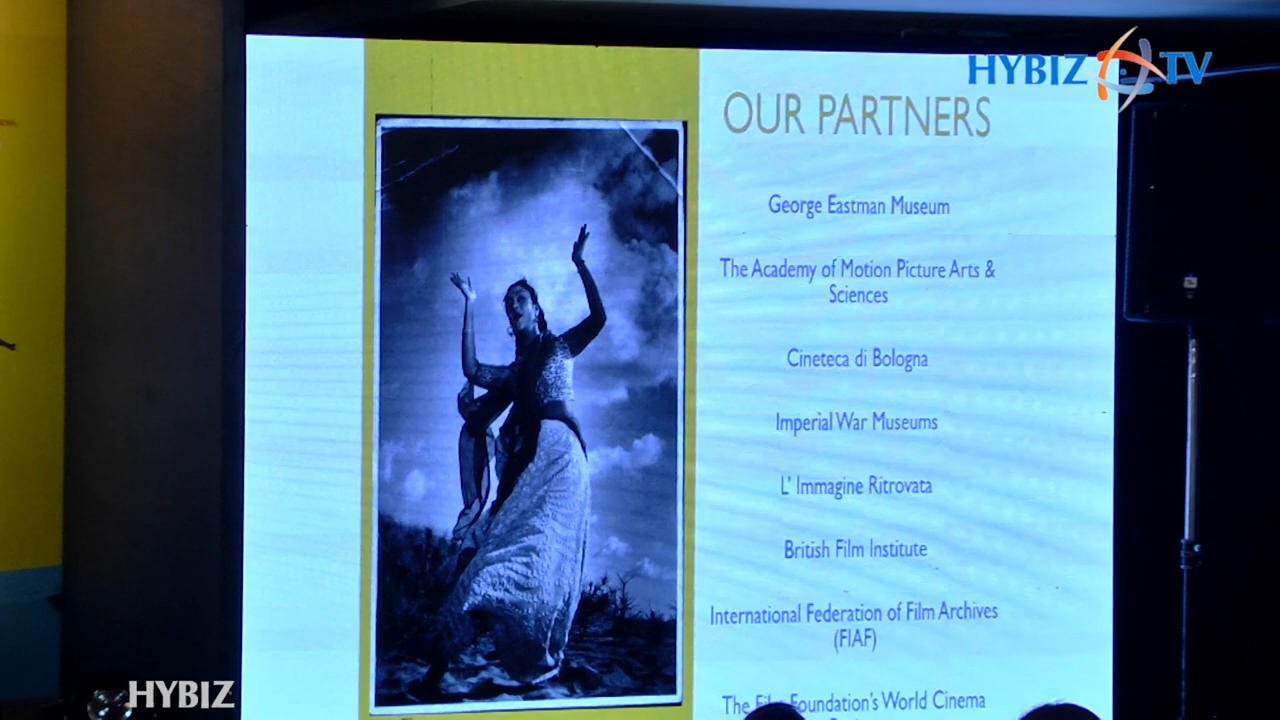 HYBIZ TV
OUR PARTNERS
George Eastman Museum
The Academy of Motion Picture Arts &
Sciences
Cineteca di Bologna
Imperial War Museums
L' Immagine Ritrovata
British Film Institute
International Federation of Film Archives
(FIAF)
The Film Foundation's World Cinema
HYBIZ